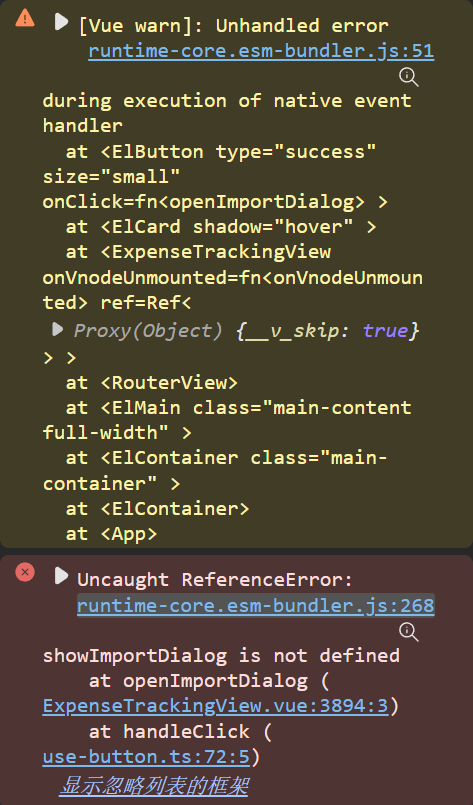 [Vue warn]: Unhandled error
runtime-core.esm-bundler.js:51
during execution of native event
handler
at <ElButton type="success"
size="small"
onClick=fn<openImportDialog> >
at <ElCard shadow="hover" >
at <ExpenseTrackingView
onVnodeUnmounted=fn<onVnodeUnmoun
ted> ref=Ref<
Proxy(Object) {__v_skip: true}
> >
at <RouterView>
at <ElMain class="main-content
full-width" >
at <ElContainer class="main-
container" >
at <ElContainer>
at <App>
Uncaught ReferenceError:
runtime-core.esm-bundler.js:268
showImportDialog is not defined
at openImportDialog (
ExpenseTrackingView.vue:3894:3)
at handleClick (
use-button.ts:72:5)
显示忽略列表的框架